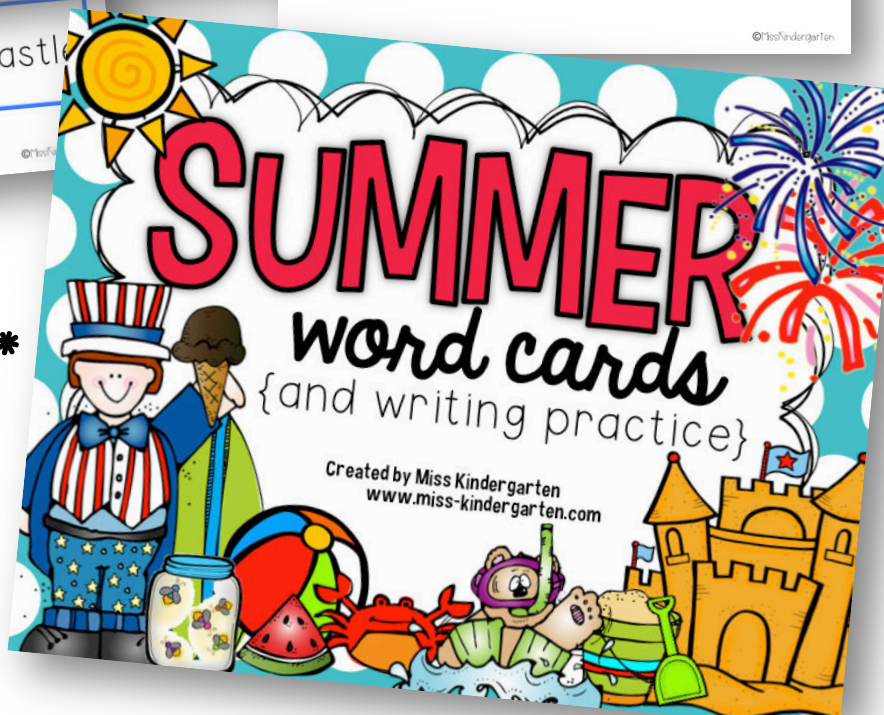 ©MissKindergarten
SUMMER
word cards
{and writing practice}
Created by Miss Kindergarten
www.miss-kindergarten.com
*